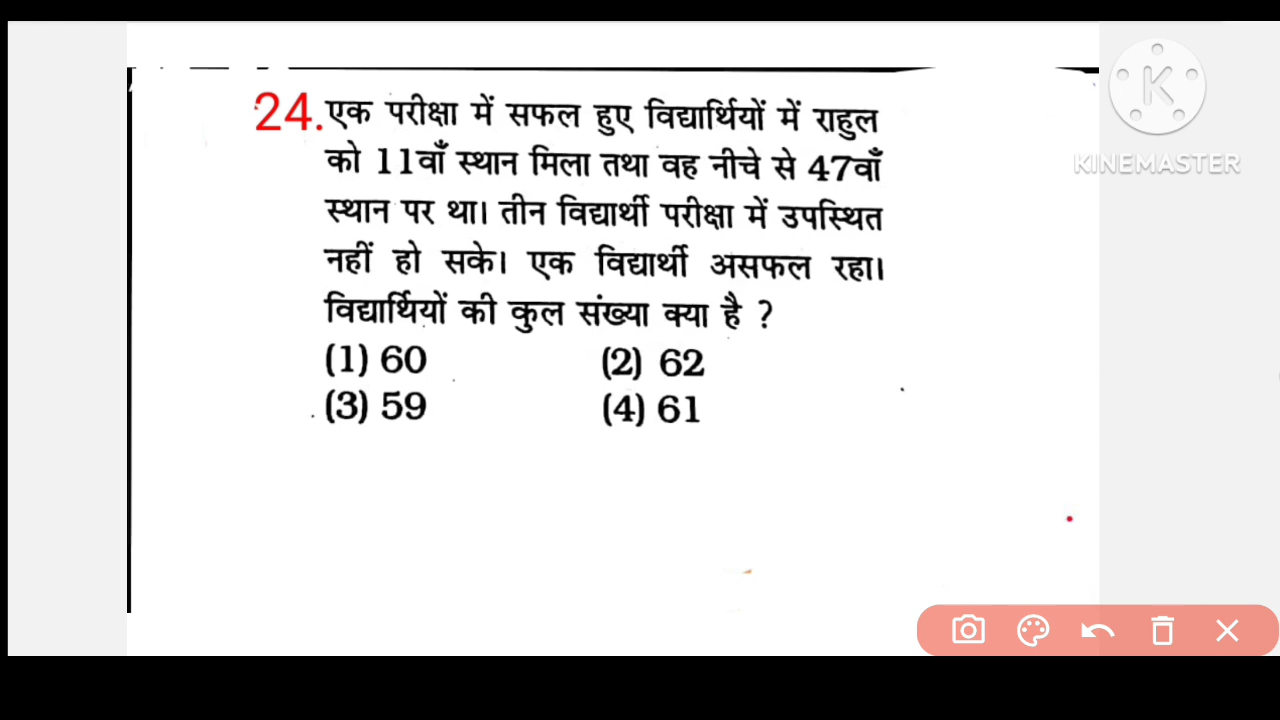 KINEMASTER
24. एक परीक्षा में सफल हुए विद्यार्थियों में राहुल
को 11वाँ स्थान मिला तथा वह नीचे से 47वाँ
स्थान पर था। तीन विद्यार्थी परीक्षा में उपस्थित
नहीं हो सके। एक विद्यार्थी असफल रहा।
विद्यार्थियों की कुल संख्या क्या है ?
(1) 60 (2) 62
(3) 59 (4) 61